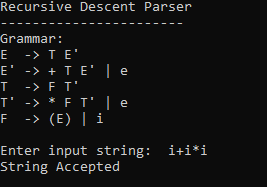 Recursive Descent Parser
-----------------------
Grammar:
E  -> T E'
E' -> + T E' | e
T  -> F T'
T' -> * F T' | e
F  -> (E) | i
Enter input string:  i+i*i
String Accepted